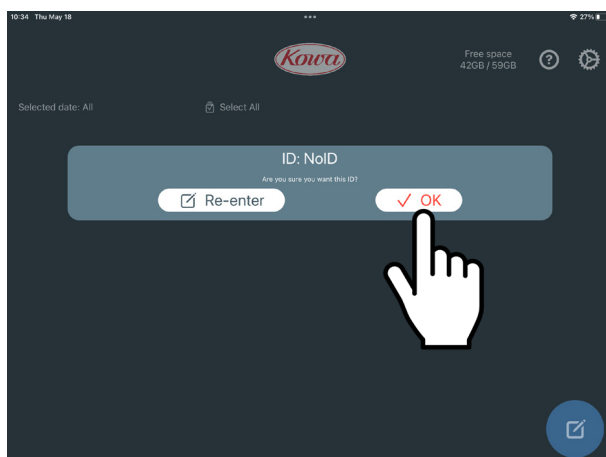 10:34 Thu May 18
27%
Kowa
Free space
42GB / 59GB
Selected date: All
Select All
ID: NoID
Are you sure you want this ID?
Re-enter
OK